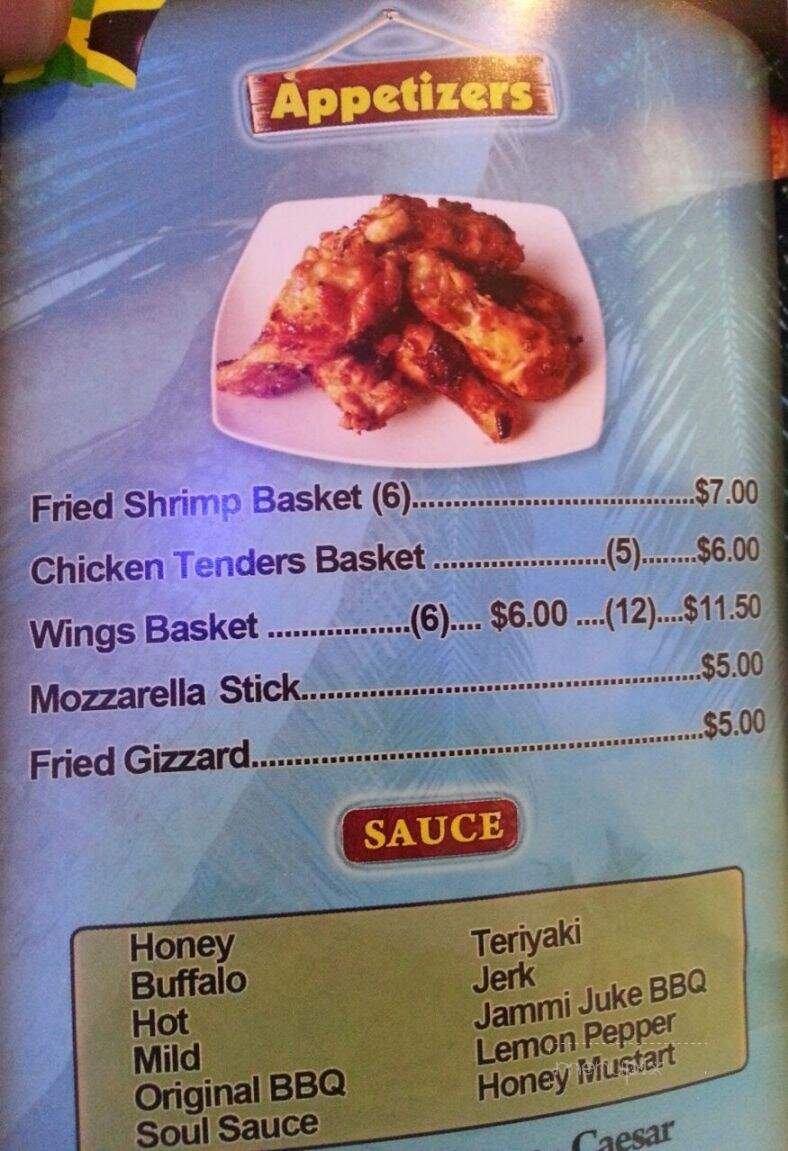 Appetizers
Fried Shrimp Basket (6)................................$7.00
Chicken Tenders Basket ....................(5)........$6.00
Wings Basket ................(6).... $6.00 ....(12)....$11.50
Mozzarella Stick..............................................$5.00
Fried Gizzard...................................................$5.00
SAUCE
Honey
Buffalo
Hot
Mild
Original BBQ
Soul Sauce
Teriyaki
Jerk
Jammi Juke BBQ
Lemon Pepper
Honey Mustart
Caesar